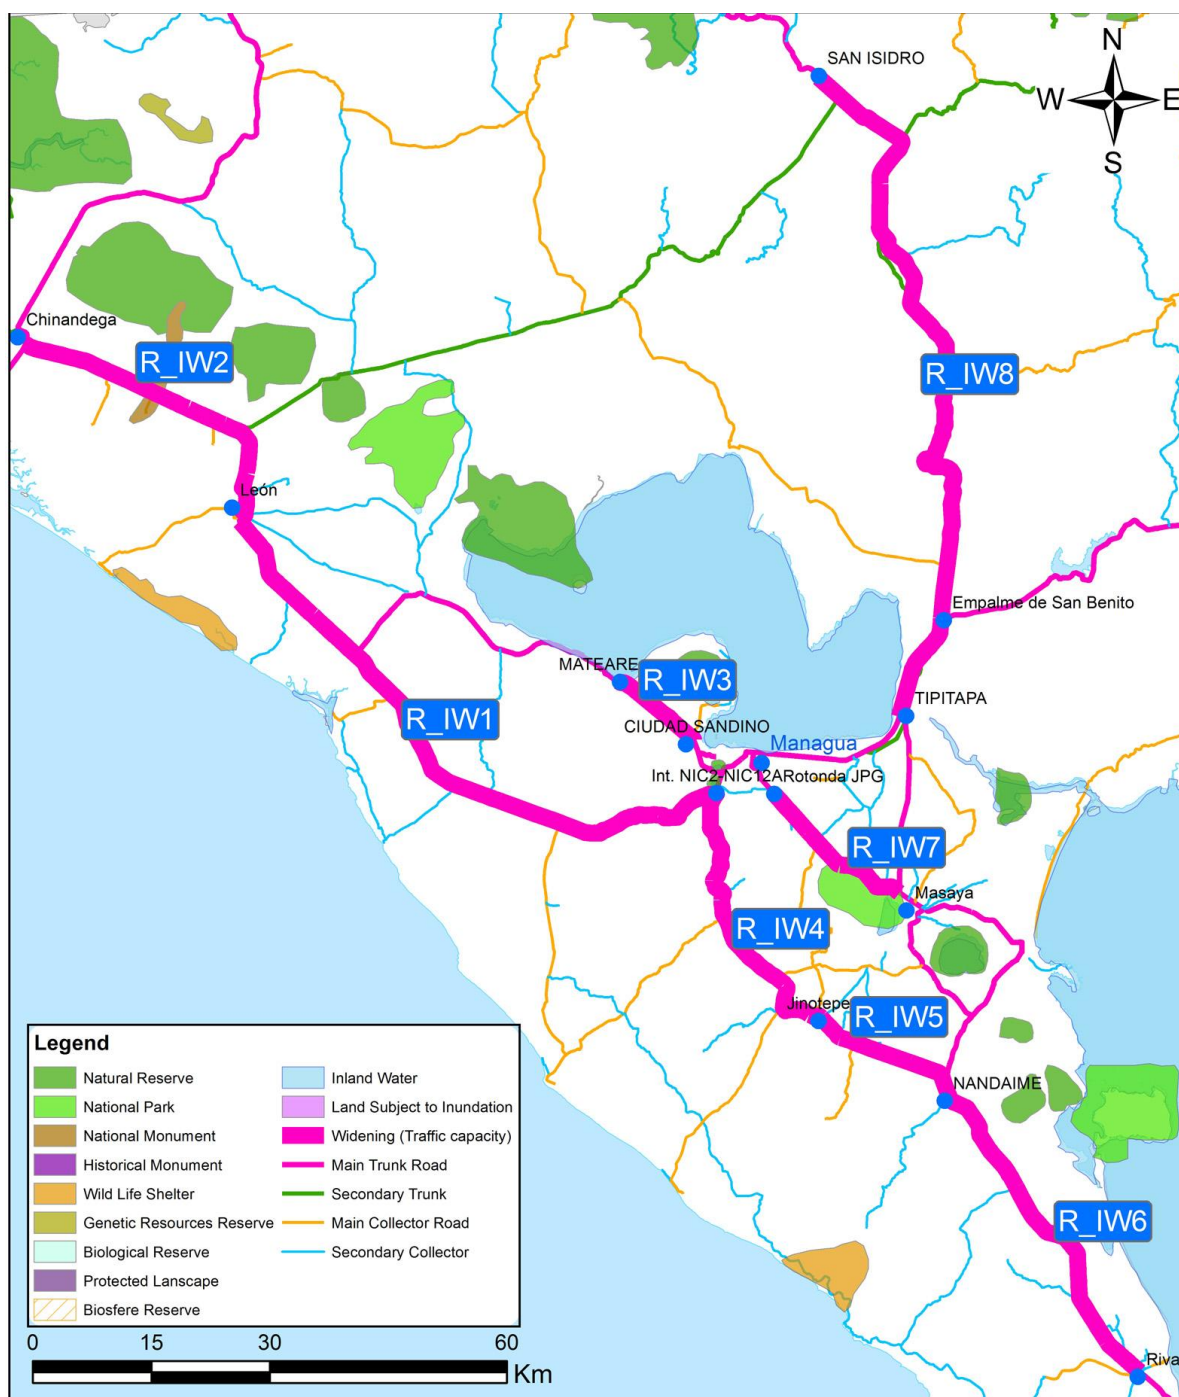 SAN ISIDRO
N
W E
S
Chinandega
R_IW2
R_IW8
León
Empalme de San Benito
MATEARE
R_IW3
TIPITAPA
R_IW1
CIUDAD SANDINO
Managua
Int. NIC2-NIC12A
Rotonda JPG
R_IW7
Masaya
R_IW4
Jinotepe
R_IW5
NANDAIME
R_IW6
Riva
Legend
Natural Reserve
National Park
National Monument
Historical Monument
Wild Life Shelter
Genetic Resources Reserve
Biological Reserve
Protected Lanscape
Biosfere Reserve
Inland Water
Land Subject to Inundation
Widening (Traffic capacity)
Main Trunk Road
Secondary Trunk
Main Collector Road
Secondary Collector
0 15 30 60
Km